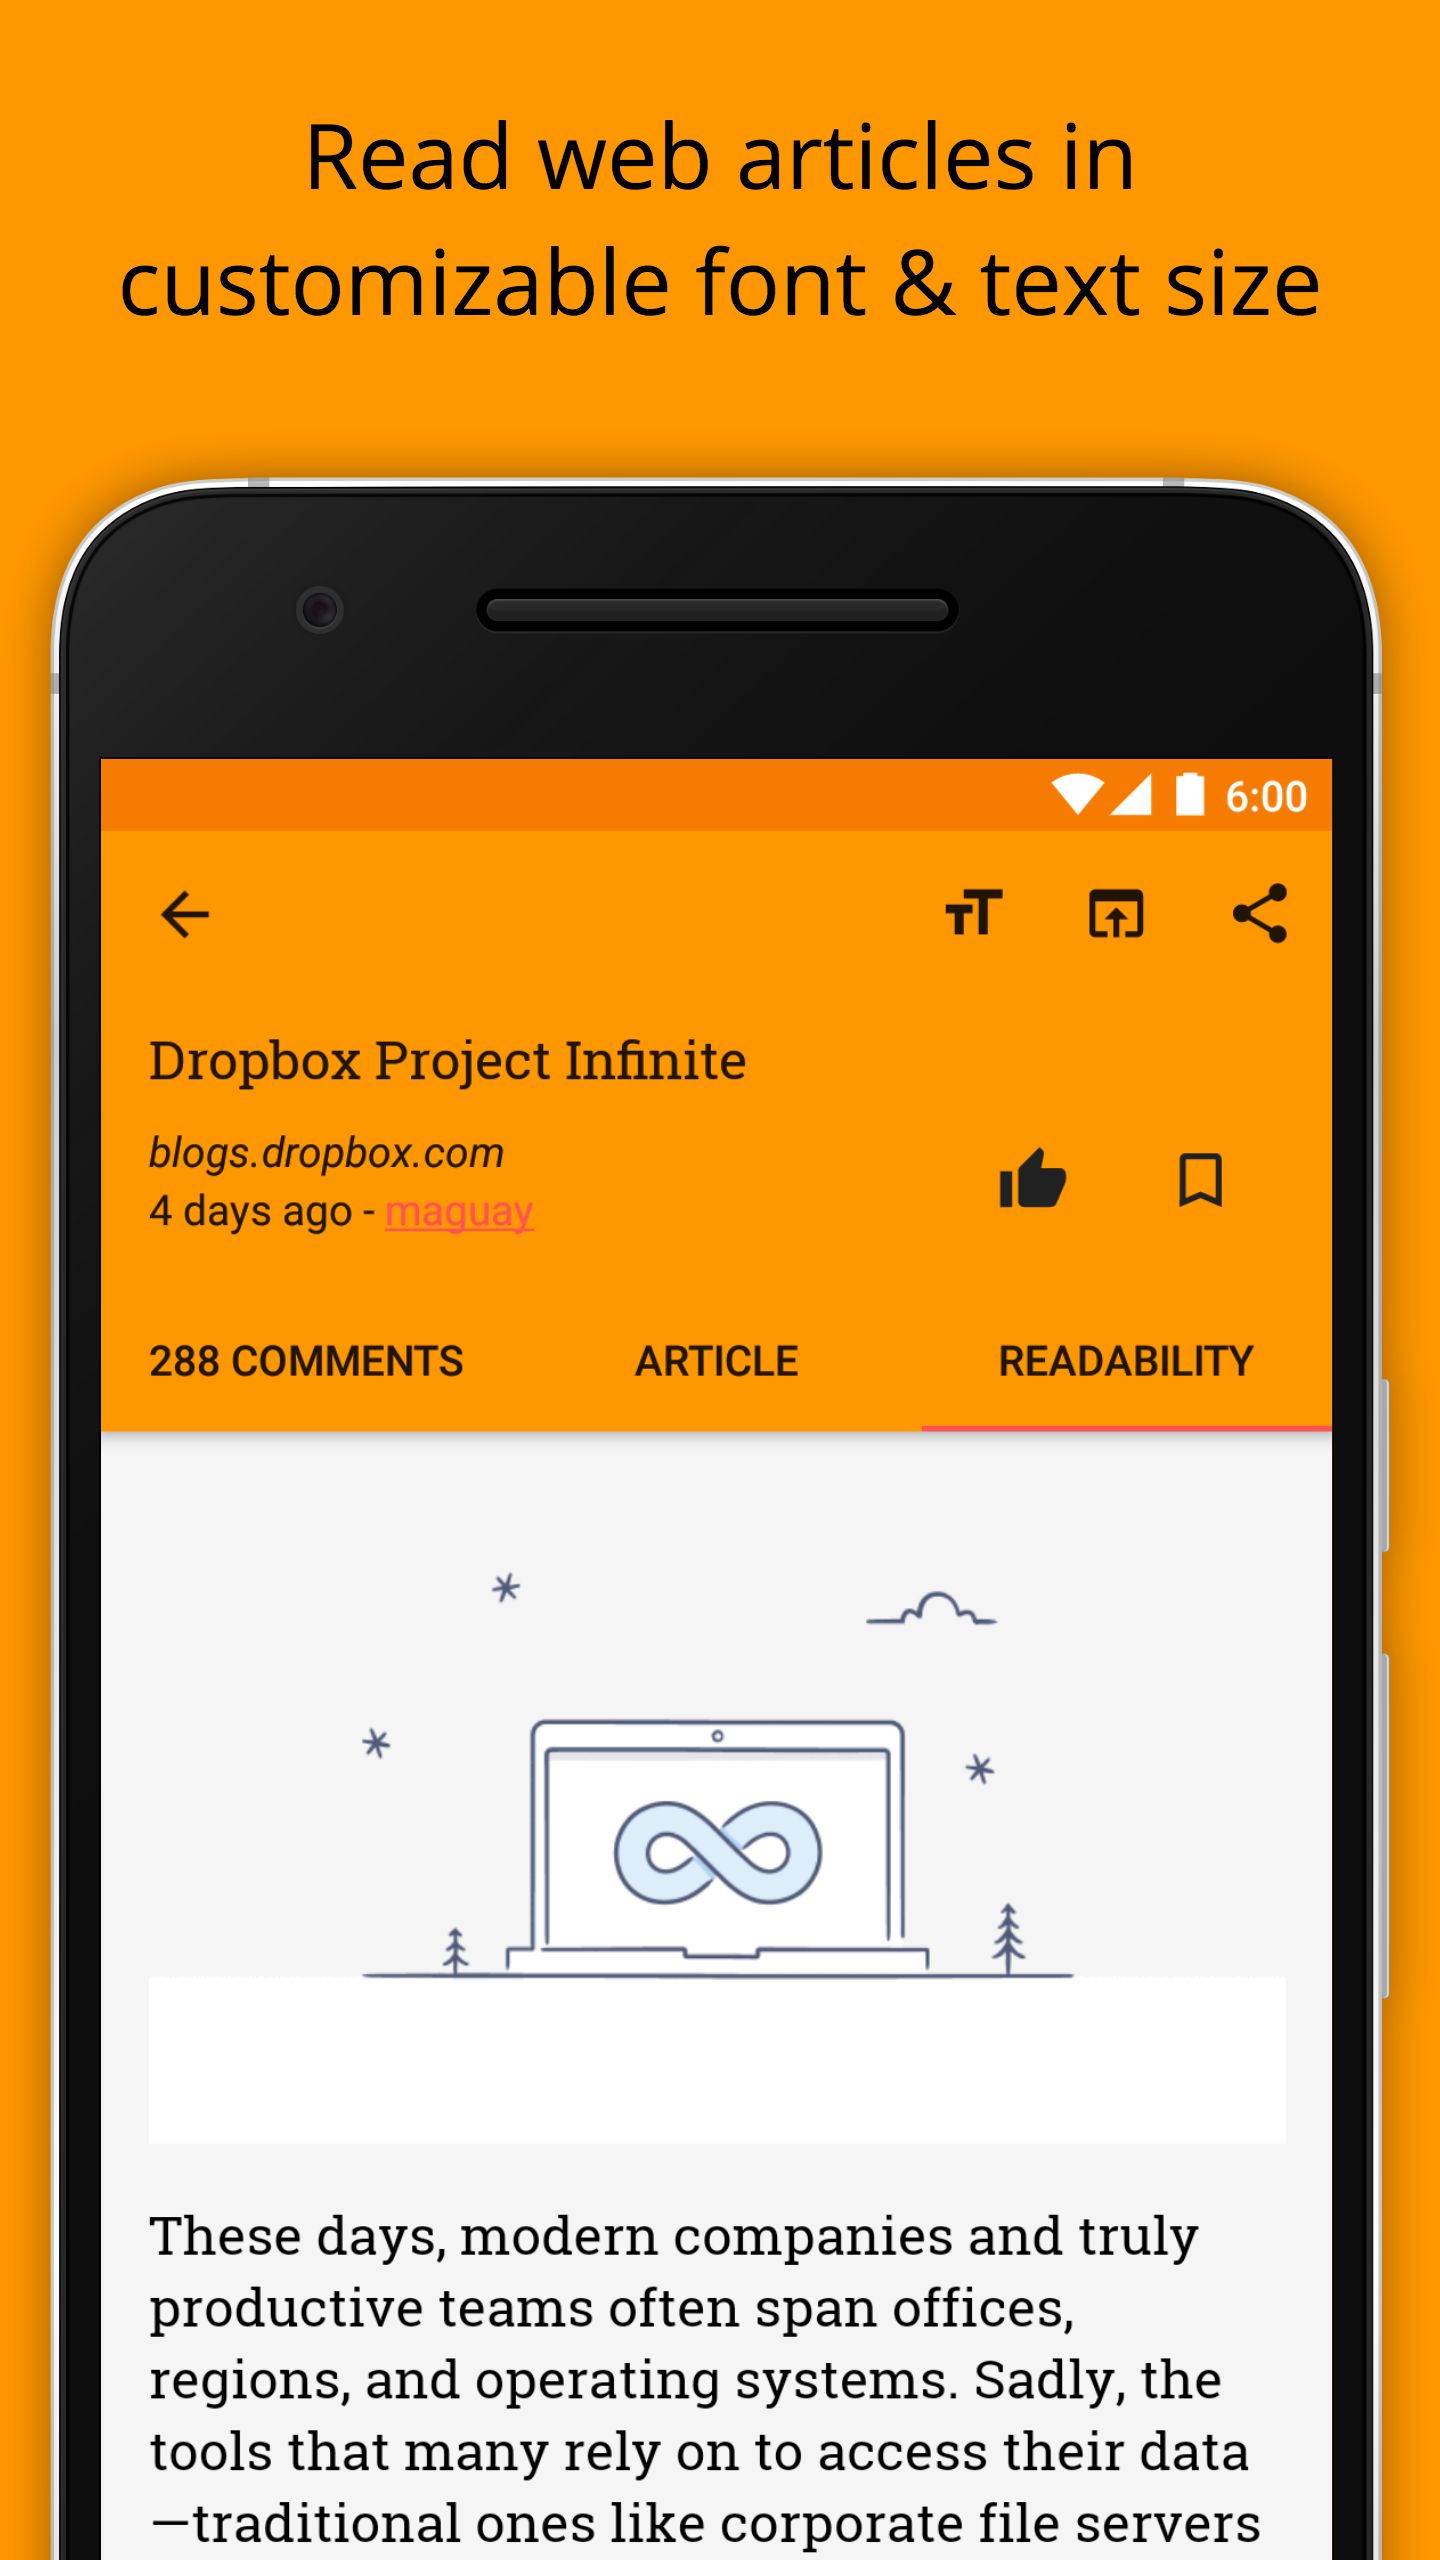 Read web articles in
customizable font & text size
6:00
Dropbox Project Infinite
blogs.dropbox.com
4 days ago - maguay
288 COMMENTS ARTICLE READABILITY
These days, modern companies and truly
productive teams often span offices,
regions, and operating systems. Sadly, the
tools that many rely on to access their data
—traditional ones like corporate file servers